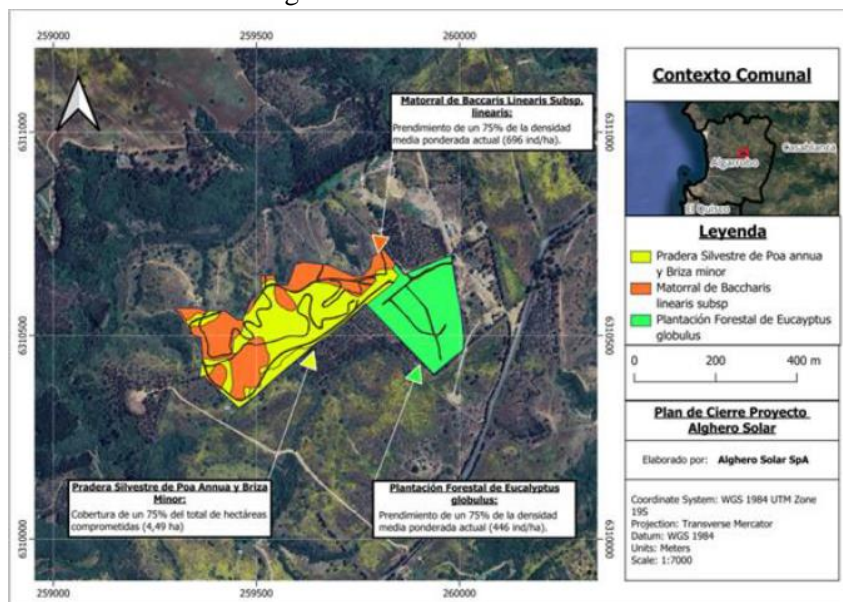 259000
259500
260000
6311000
6310500
6310000
6311000
6310500
6310000
259000
259500
260000
Matorral de Baccaris Linearis Subsp.
linearis:
Prendimiento de un 75% de la densidad
media ponderada actual (696 ind/ha).
Pradera Silvestre de Poa Annua y Briza
Minor:
Cobertura de un 75% del total de hectáreas
comprometidas (4,49 ha)
Plantación Forestal de Eucalyptus
globulus:
Prendimiento de un 75% de la densidad
media ponderada actual (446 ind/ha).
Contexto Comunal
Algarrobo
Casablanca
El Quisco
Leyenda
Pradera Silvestre de Poa annua
y Briza minor
Matorral de Baccharis
linearis subsp
Plantación Forestal de Eucayptus
globulus
0 200 400 m
Plan de Cierre Proyecto
Alghero Solar
Elaborado por: Alghero Solar SpA
Coordinate System: WGS 1984 UTM Zone
19S
Projection: Transverse Mercator
Datum: WGS 1984
Units: Meters
Scale: 1:7000